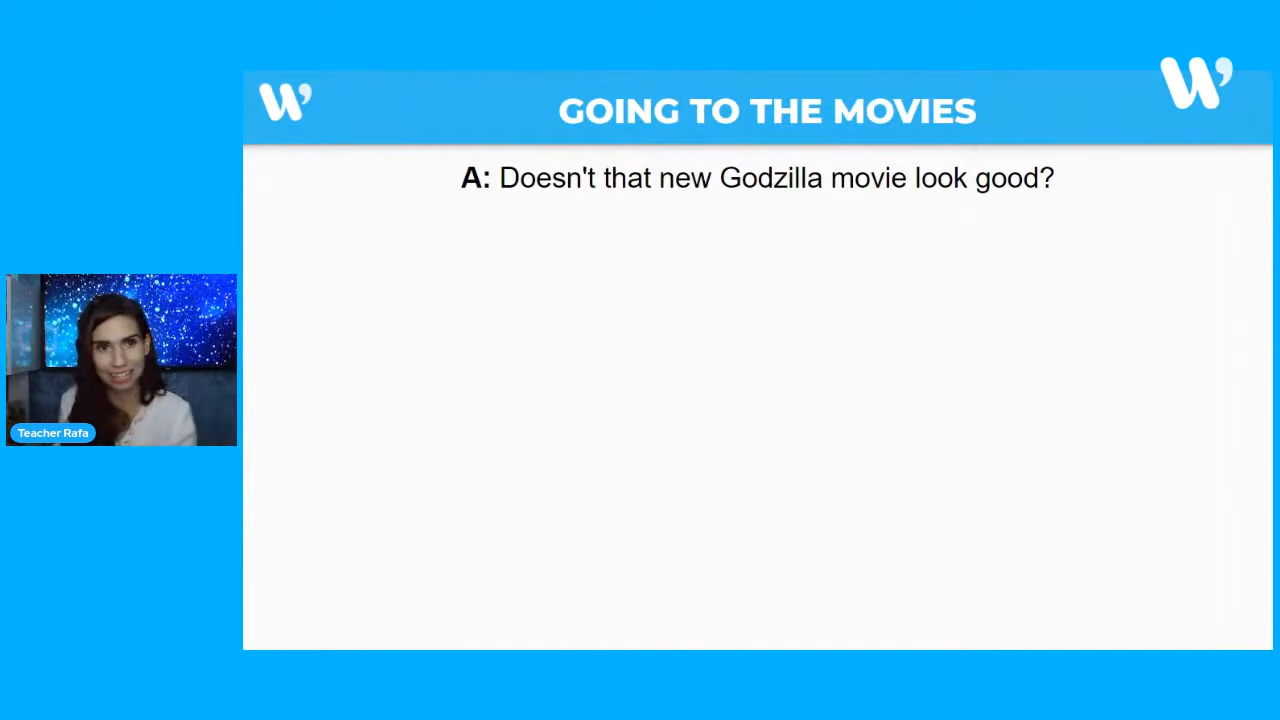 GOING TO THE MOVIES
A: Doesn't that new Godzilla movie look good?
Teacher Rafa